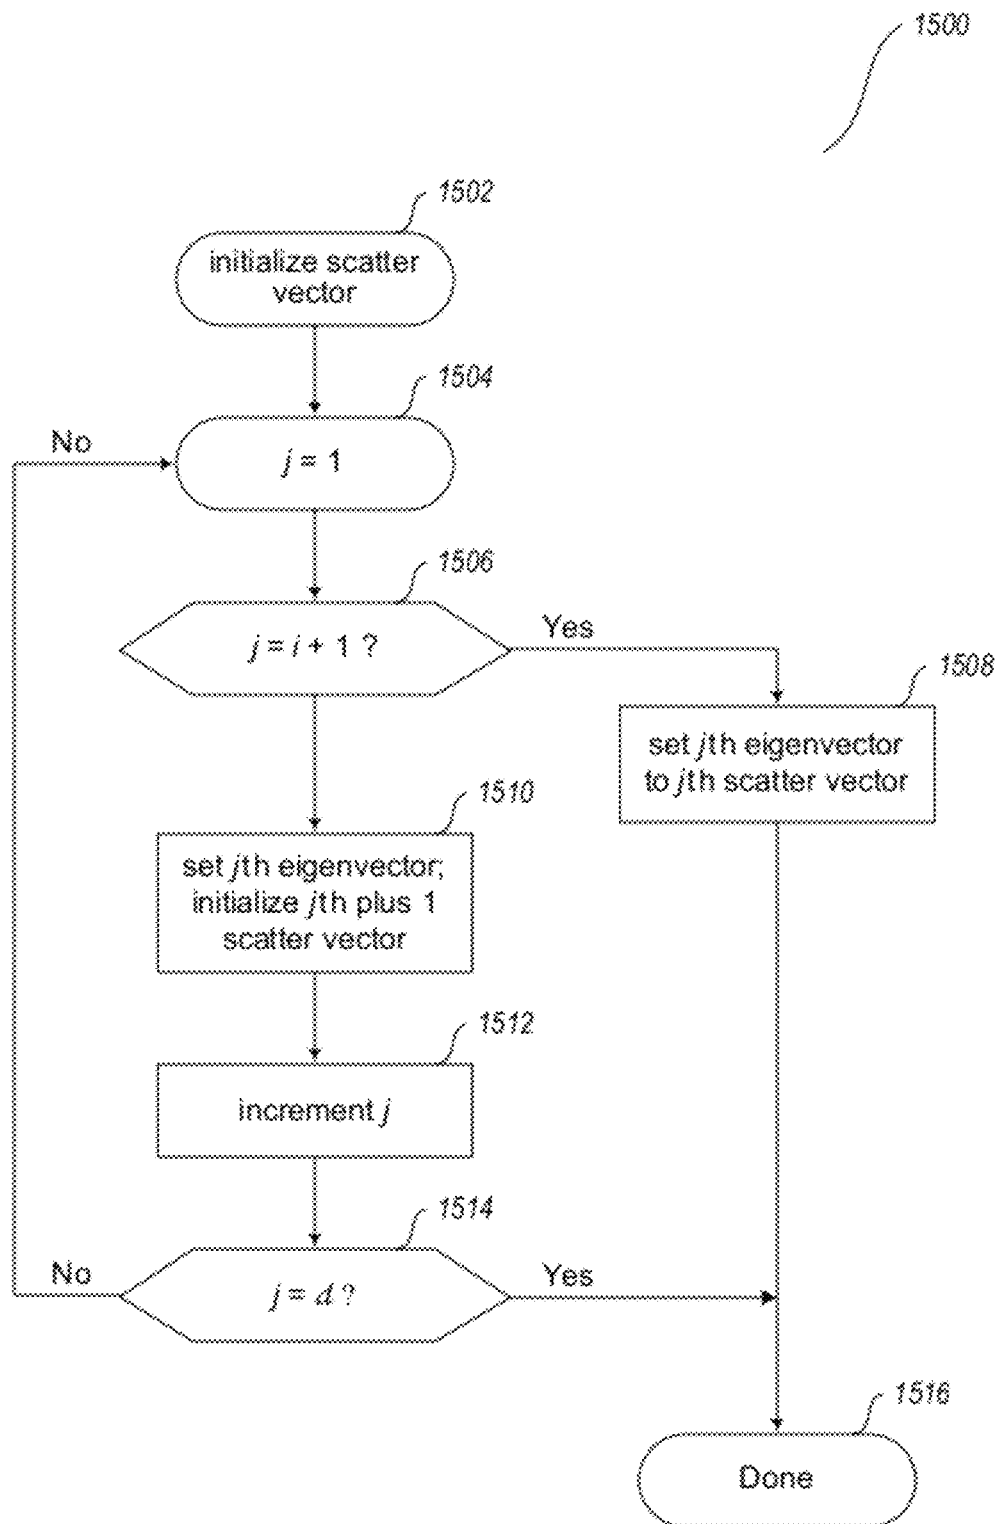 1500
1502
initialize scatter
vector
1504
No
j = 1
1506
j = i + 1 ?
Yes
1508
set jth eigenvector
to jth scatter vector
1510
set jth eigenvector;
initialize jth plus 1
scatter vector
1512
increment j
1514
No
j = d ?
Yes
1516
Done